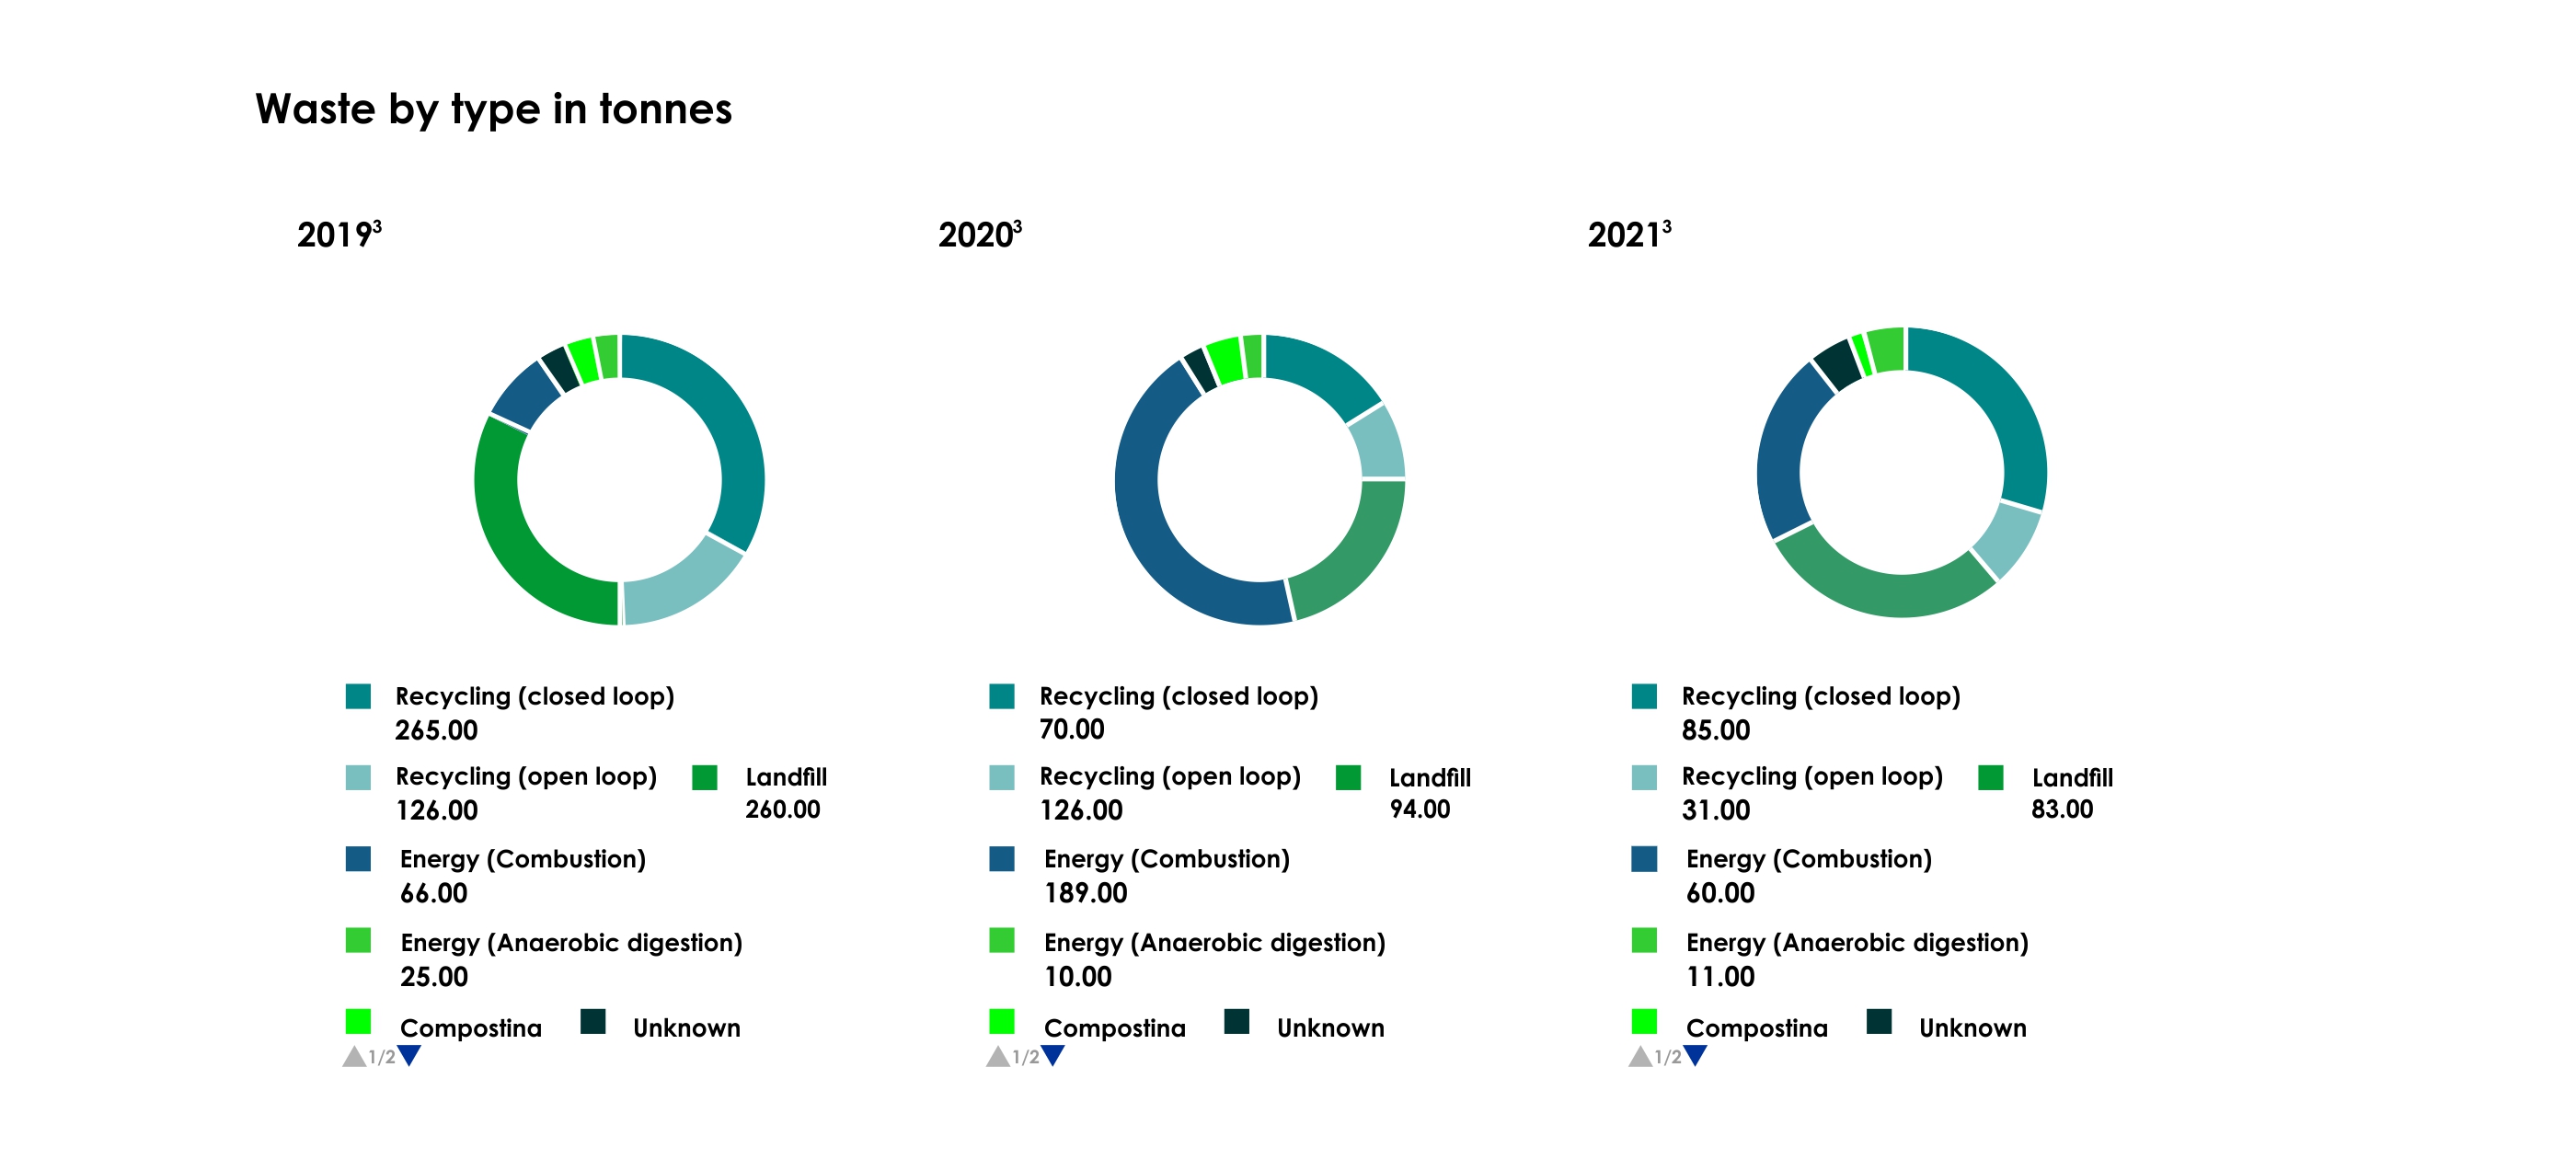 Waste by type in tonnes
2019³
2020³
2021³
Recycling (closed loop)
265.00
Recycling (open loop)
126.00
Landfill
260.00
Energy (Combustion)
66.00
Energy (Anaerobic digestion)
25.00
Compostina
Unknown
1/2
Recycling (closed loop)
70.00
Recycling (open loop)
126.00
Landfill
94.00
Energy (Combustion)
189.00
Energy (Anaerobic digestion)
10.00
Compostina
Unknown
1/2
Recycling (closed loop)
85.00
Recycling (open loop)
31.00
Landfill
83.00
Energy (Combustion)
60.00
Energy (Anaerobic digestion)
11.00
Compostina
Unknown
1/2